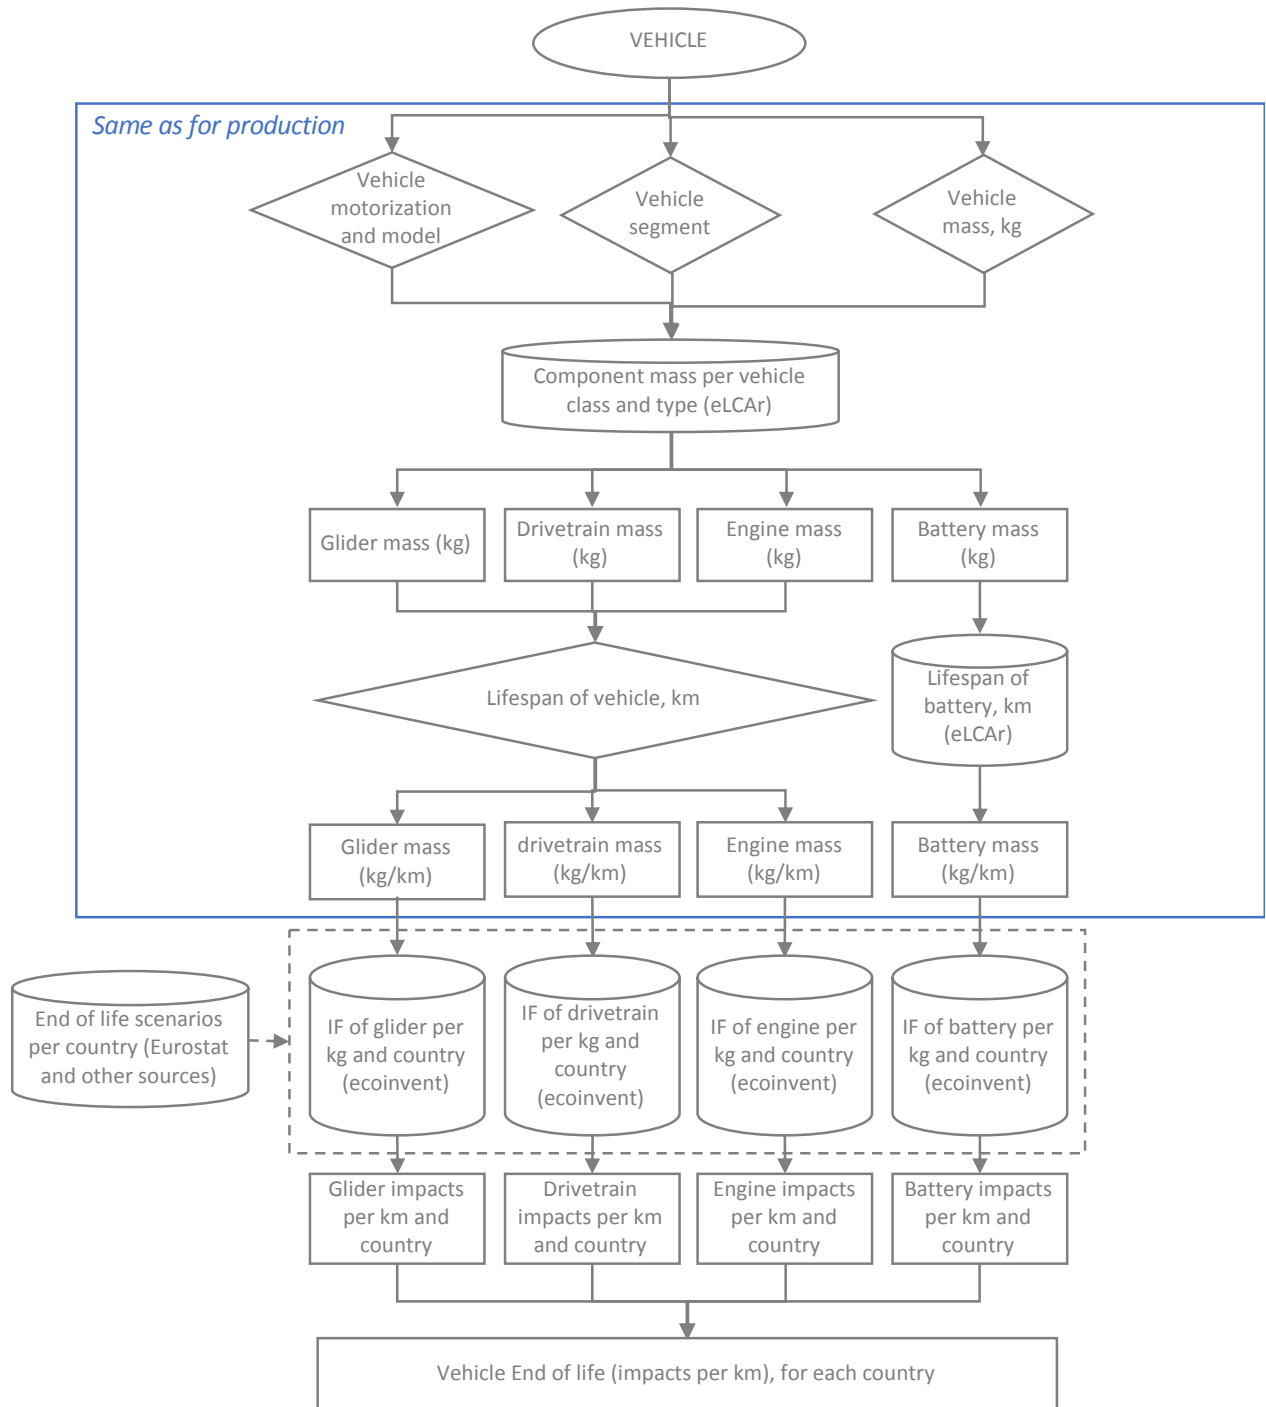 VEHICLE
Same as for production
Vehicle
motorization
and model
Vehicle
segment
Vehicle
mass, kg
Component mass per vehicle
class and type (eLCAr)
Glider mass (kg)
Drivetrain mass
(kg)
Engine mass
(kg)
Battery mass
(kg)
Lifespan of vehicle, km
Lifespan of
battery, km
(eLCAr)
Glider mass
(kg/km)
drivetrain mass
(kg/km)
Engine mass
(kg/km)
Battery mass
(kg/km)
End of life scenarios
per country (Eurostat
and other sources)
IF of glider per
kg and country
(ecoinvent)
IF of drivetrain
per kg and
country
(ecoinvent)
IF of engine per
kg and country
(ecoinvent)
IF of battery per
kg and country
(ecoinvent)
Glider impacts
per km and
country
Drivetrain
impacts per km
and country
Engine impacts
per km and
country
Battery impacts
per km and
country
Vehicle End of life (impacts per km), for each country